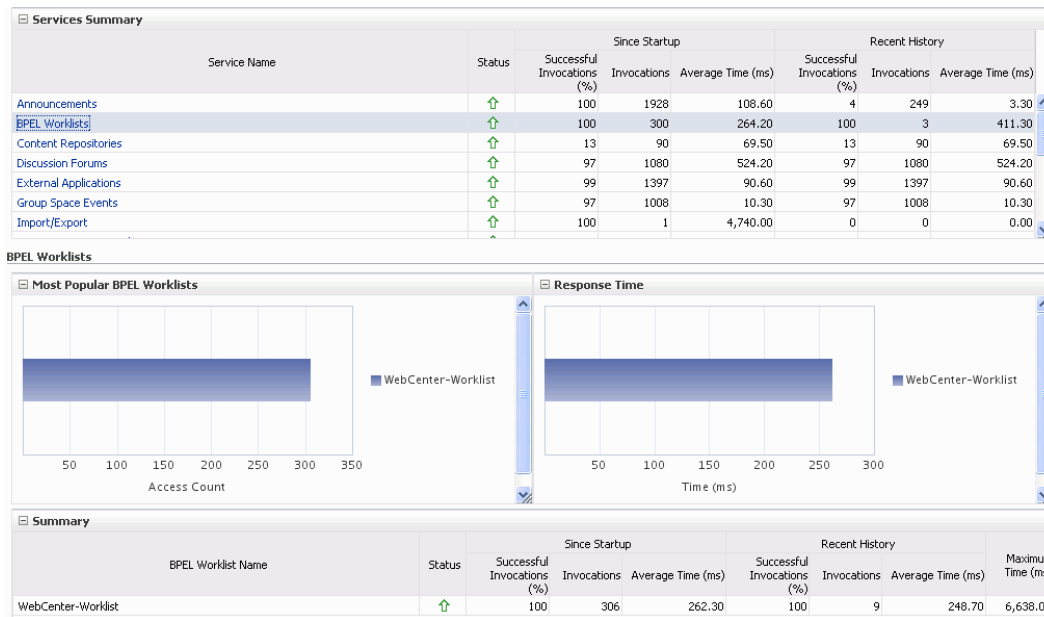 Services Summary
Since Startup Recent History
Service Name Status Successful Invocations (%) Invocations Average Time (ms) Successful Invocations (%) Invocations Average Time (ms)
Announcements 100 1928 108.60 4 249 3.30
BPEL Worklists 100 300 264.20 100 3 411.30
Content Repositories 13 90 69.50 13 90 69.50
Discussion Forums 97 1080 524.20 97 1080 524.20
External Applications 99 1397 90.60 99 1397 90.60
Group Space Events 97 1008 10.30 97 1008 10.30
Import/Export 100 1 4,740.00 0 0 0.00
BPEL Worklists
Most Popular BPEL Worklists
WebCenter-Worklist
50 100 150 200 250 300 350
Access Count
Response Time
WebCenter-Worklist
50 100 150 200 250 300
Time (ms)
Summary
Since Startup Recent History
BPEL Worklist Name Status Successful Invocations (%) Invocations Average Time (ms) Successful Invocations (%) Invocations Average Time (ms) Maximu Time (m
WebCenter-Worklist 100 306 262.30 100 9 248.70 6,638.0